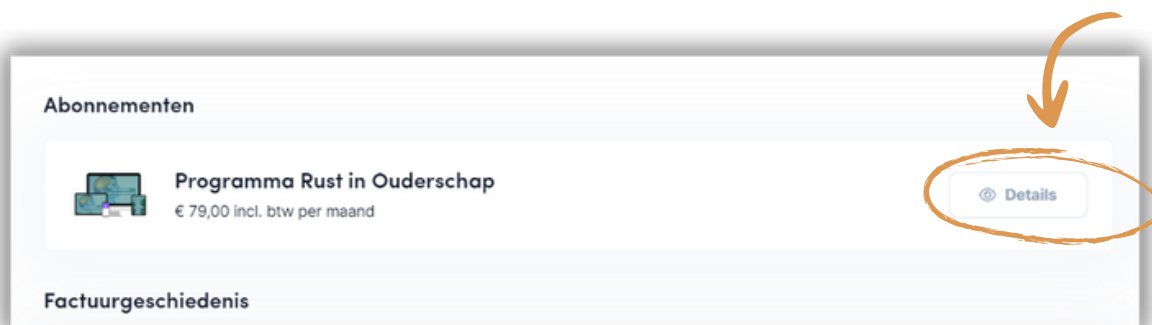 Abonnementen
Programma Rust in Ouderschap
€ 79,00 incl. btw per maand
Details
Factuurgeschiedenis